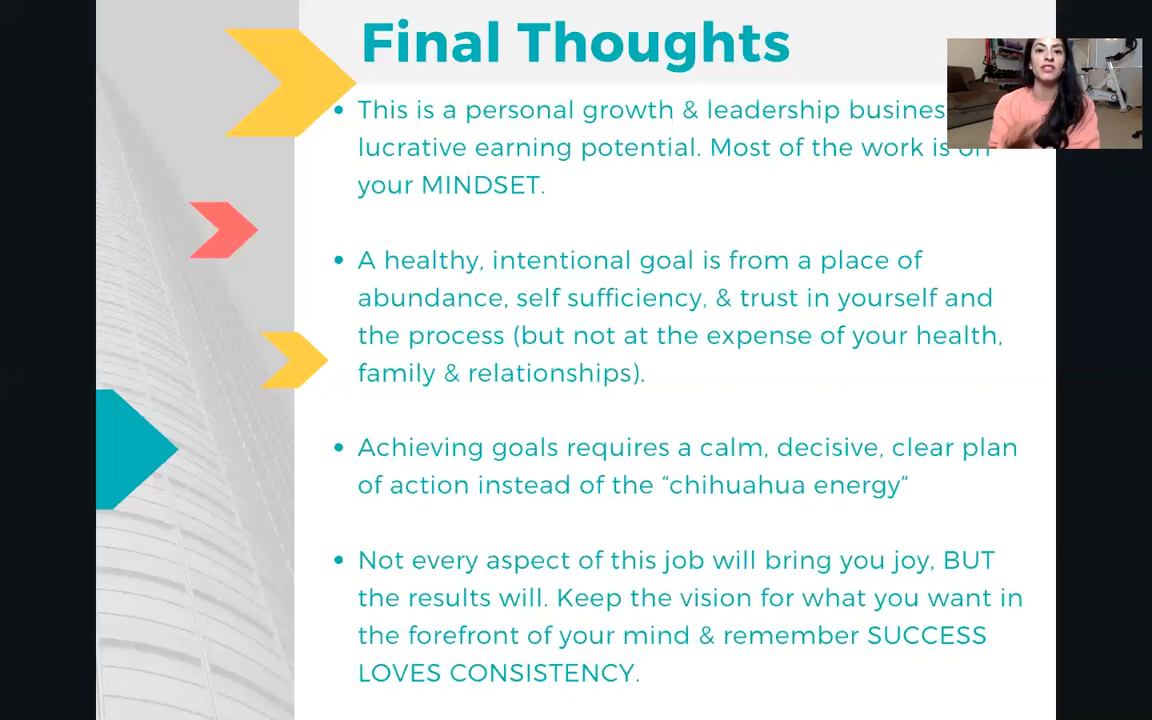 Final Thoughts
• This is a personal growth & leadership busines
lucrative earning potential. Most of the work is on
your MINDSET.
• A healthy, intentional goal is from a place of
abundance, self sufficiency, & trust in yourself and
the process (but not at the expense of your health,
family & relationships).
• Achieving goals requires a calm, decisive, clear plan
of action instead of the “chihuahua energy”
• Not every aspect of this job will bring you joy, BUT
the results will. Keep the vision for what you want in
the forefront of your mind & remember SUCCESS
LOVES CONSISTENCY.